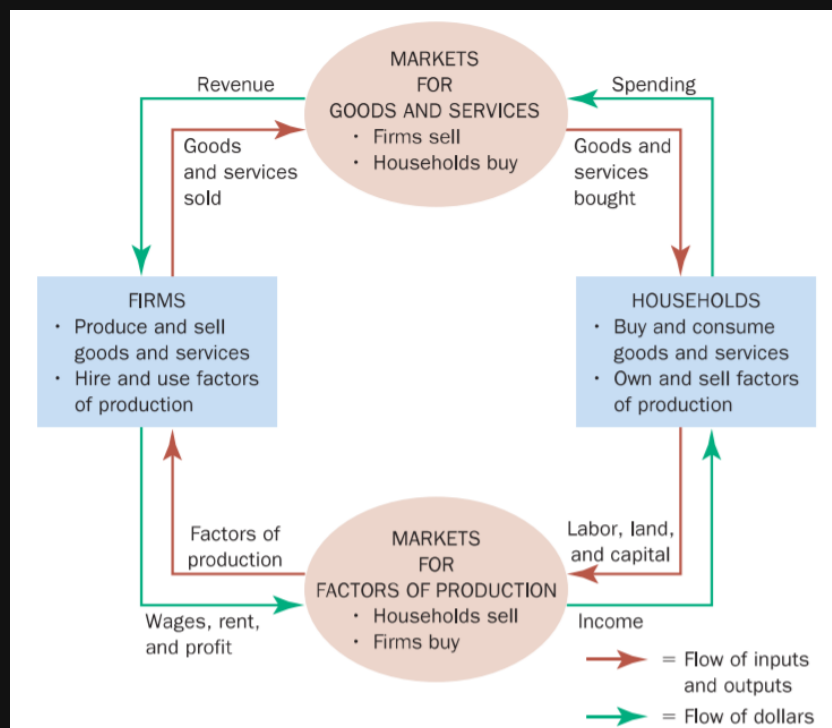 MARKETS
FOR
GOODS AND SERVICES
· Firms sell
· Households buy
Revenue
Spending
Goods
and services
sold
Goods and
services
bought
FIRMS
· Produce and sell
goods and services
· Hire and use factors
of production
HOUSEHOLDS
· Buy and consume
goods and services
· Own and sell factors
of production
Factors of
production
Labor, land,
and capital
MARKETS
FOR
FACTORS OF PRODUCTION
· Households sell
· Firms buy
Wages, rent,
and profit
Income
= Flow of inputs
and outputs
= Flow of dollars